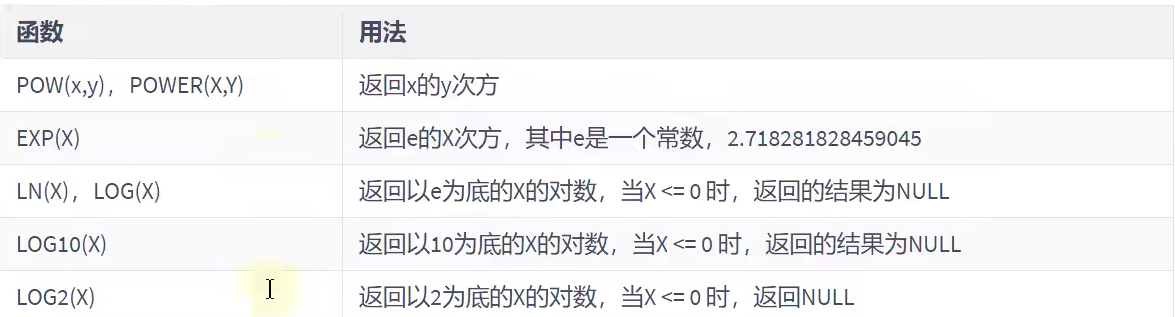 函数 用法
POW(x,y)，POWER(X,Y) 返回x的y次方
EXP(X) 返回e的X次方，其中e是一个常数，2.718281828459045
LN(X)，LOG(X) 返回以e为底的X的对数，当X <= 0 时，返回的结果为NULL
LOG10(X) 返回以10为底的X的对数，当X <= 0 时，返回的结果为NULL
LOG2(X) 返回以2为底的X的对数，当X <= 0 时，返回NULL